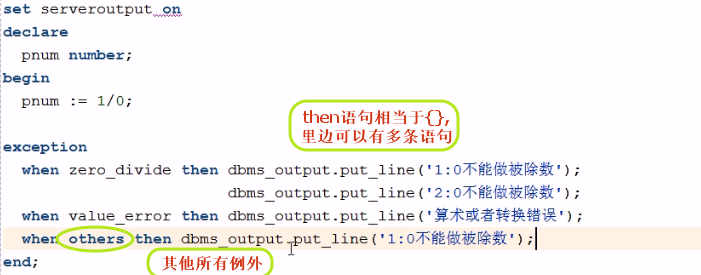 set serveroutput on
declare
pnum number;
begin
pnum := 1/0;
then语句相当于{},
里边可以有多条语句
exception
when zero_divide then dbms_output.put_line('1:0不能做被除数');
dbms_output.put_line('2:0不能做被除数');
when value_error then dbms_output.put_line('算术或者转换错误');
when others then dbms_output.put_line('1:0不能做被除数');
其他所有例外
end;